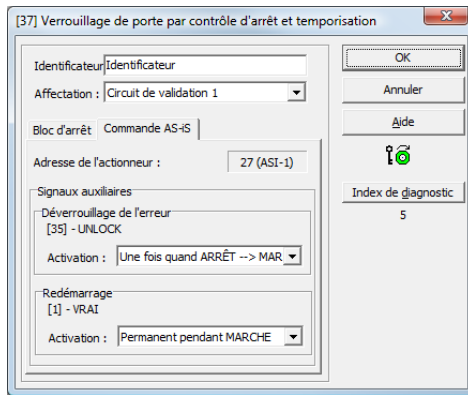 [37] Verrouillage de porte par contrôle d'arrêt et temporisation
Identificateur Identificateur
OK
Affectation : Circuit de validation 1
Annuler
Bloc d'arrêt Commande AS-iS
Aide
Adresse de l'actionneur : 27 (ASI-1)
Signaux auxiliaires
Index de diagnostic
Déverrouillage de l'erreur
5
[35] - UNLOCK
Activation : Une fois quand ARRÊT --> MAR
Redémarrage
[1] - VRAI
Activation : Permanent pendant MARCHE